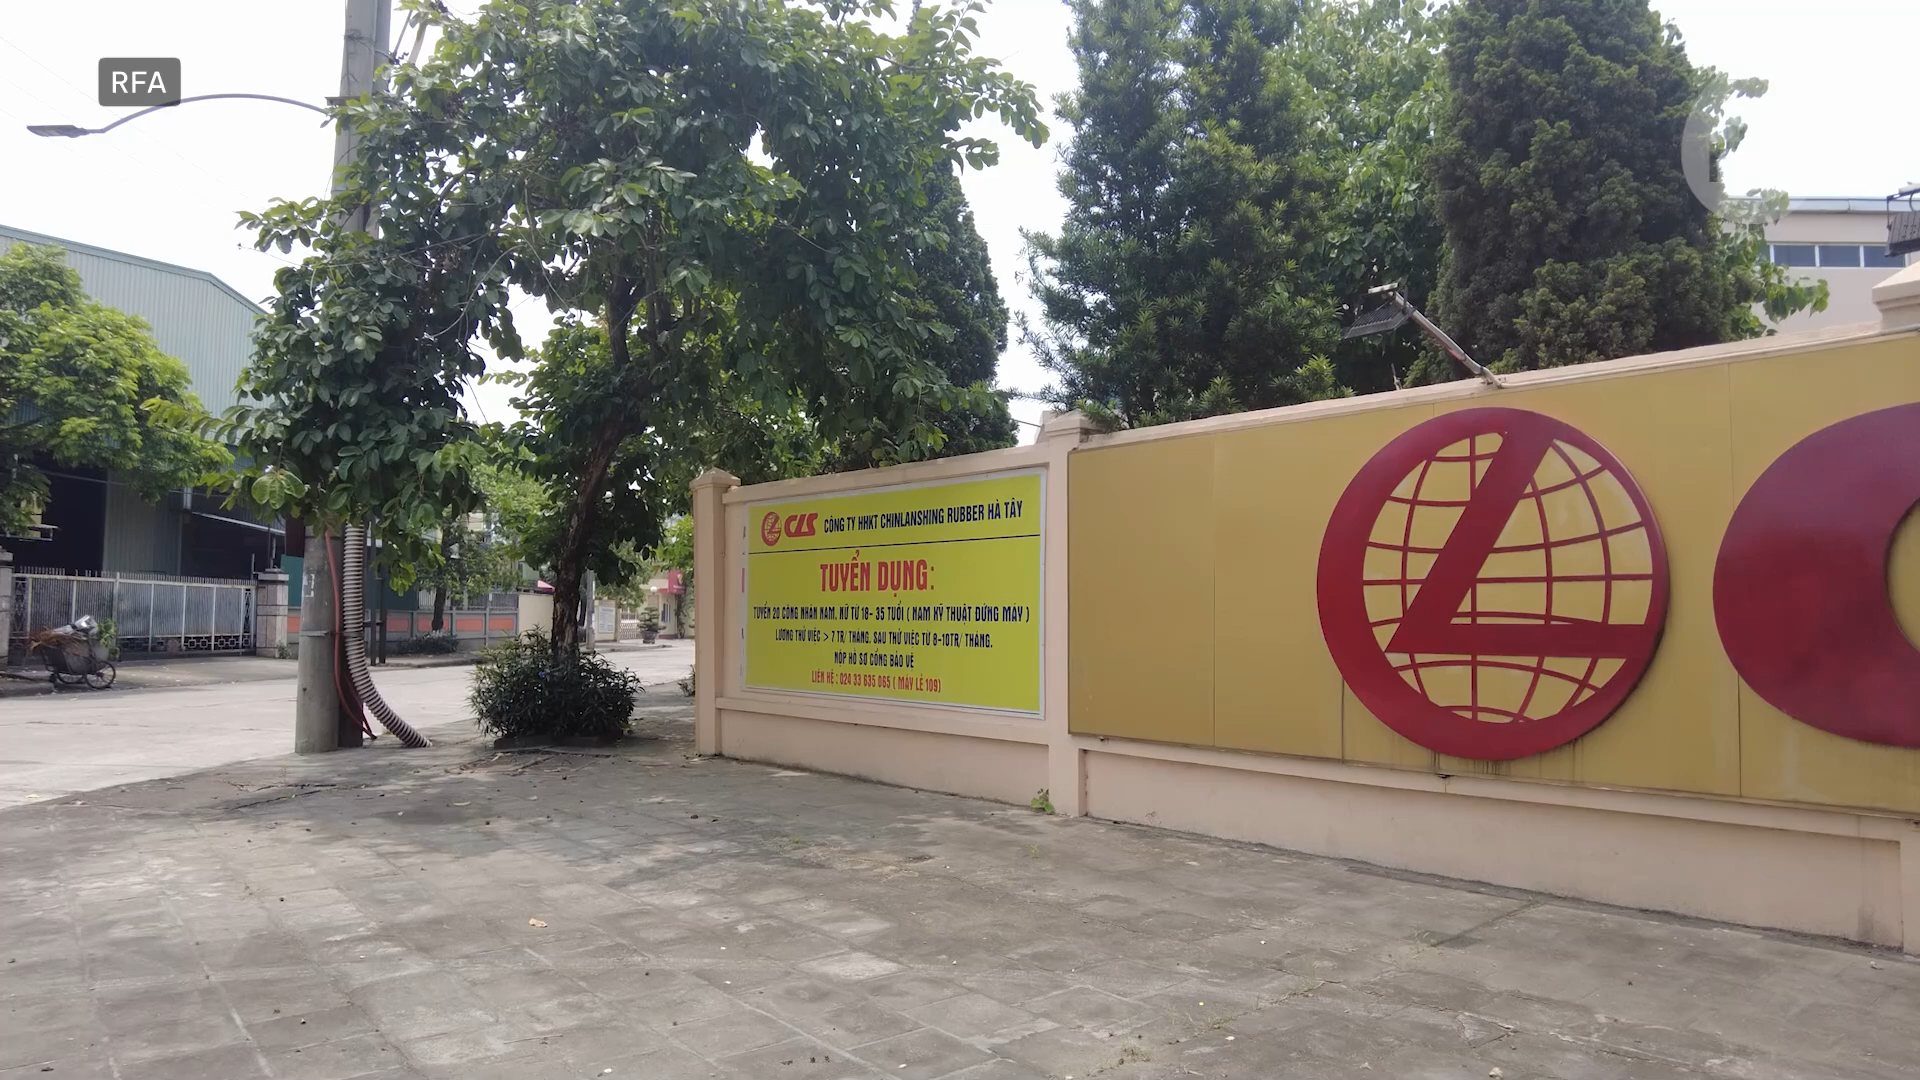 RFA
CLS CÔNG TY HHKT CHINLANSHING RUBBER HÀ TÂY
TUYỂN DỤNG:
TUYỂN 20 CÔNG NHÂN NAM, NỮ TỪ 18- 35 TUỔI ( NAM KỸ THUẬT ĐỨNG MÁY )
LƯƠNG THỬ VIỆC > 7 TR/ THÁNG. SAU THỬ VIỆC TỪ 8-10TR/ THÁNG.
NỘP HỒ SƠ CỔNG BẢO VỆ
LIÊN HỆ : 024 33 635 065 ( MÁY LẺ 109)